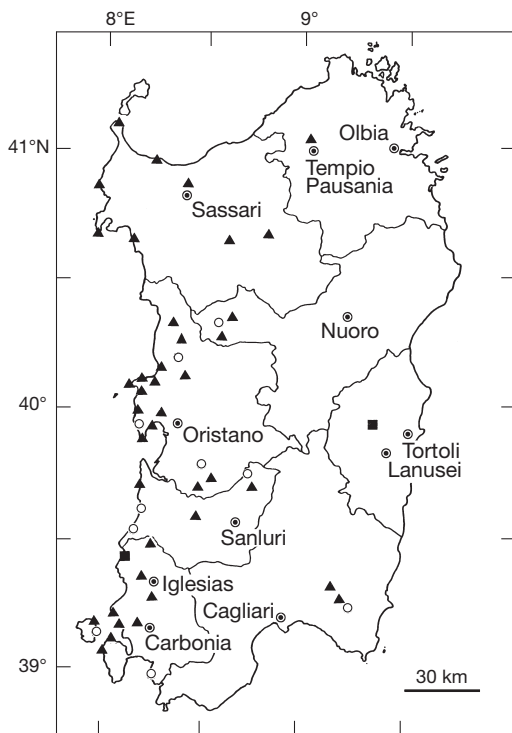 8°E 9°
41°N
Olbia
Tempio
Pausania
Sassari
Nuoro
40°
Oristano
Tortoli
Lanusei
Sanluri
Iglesias
Cagliari
Carbonia
39°
30 km